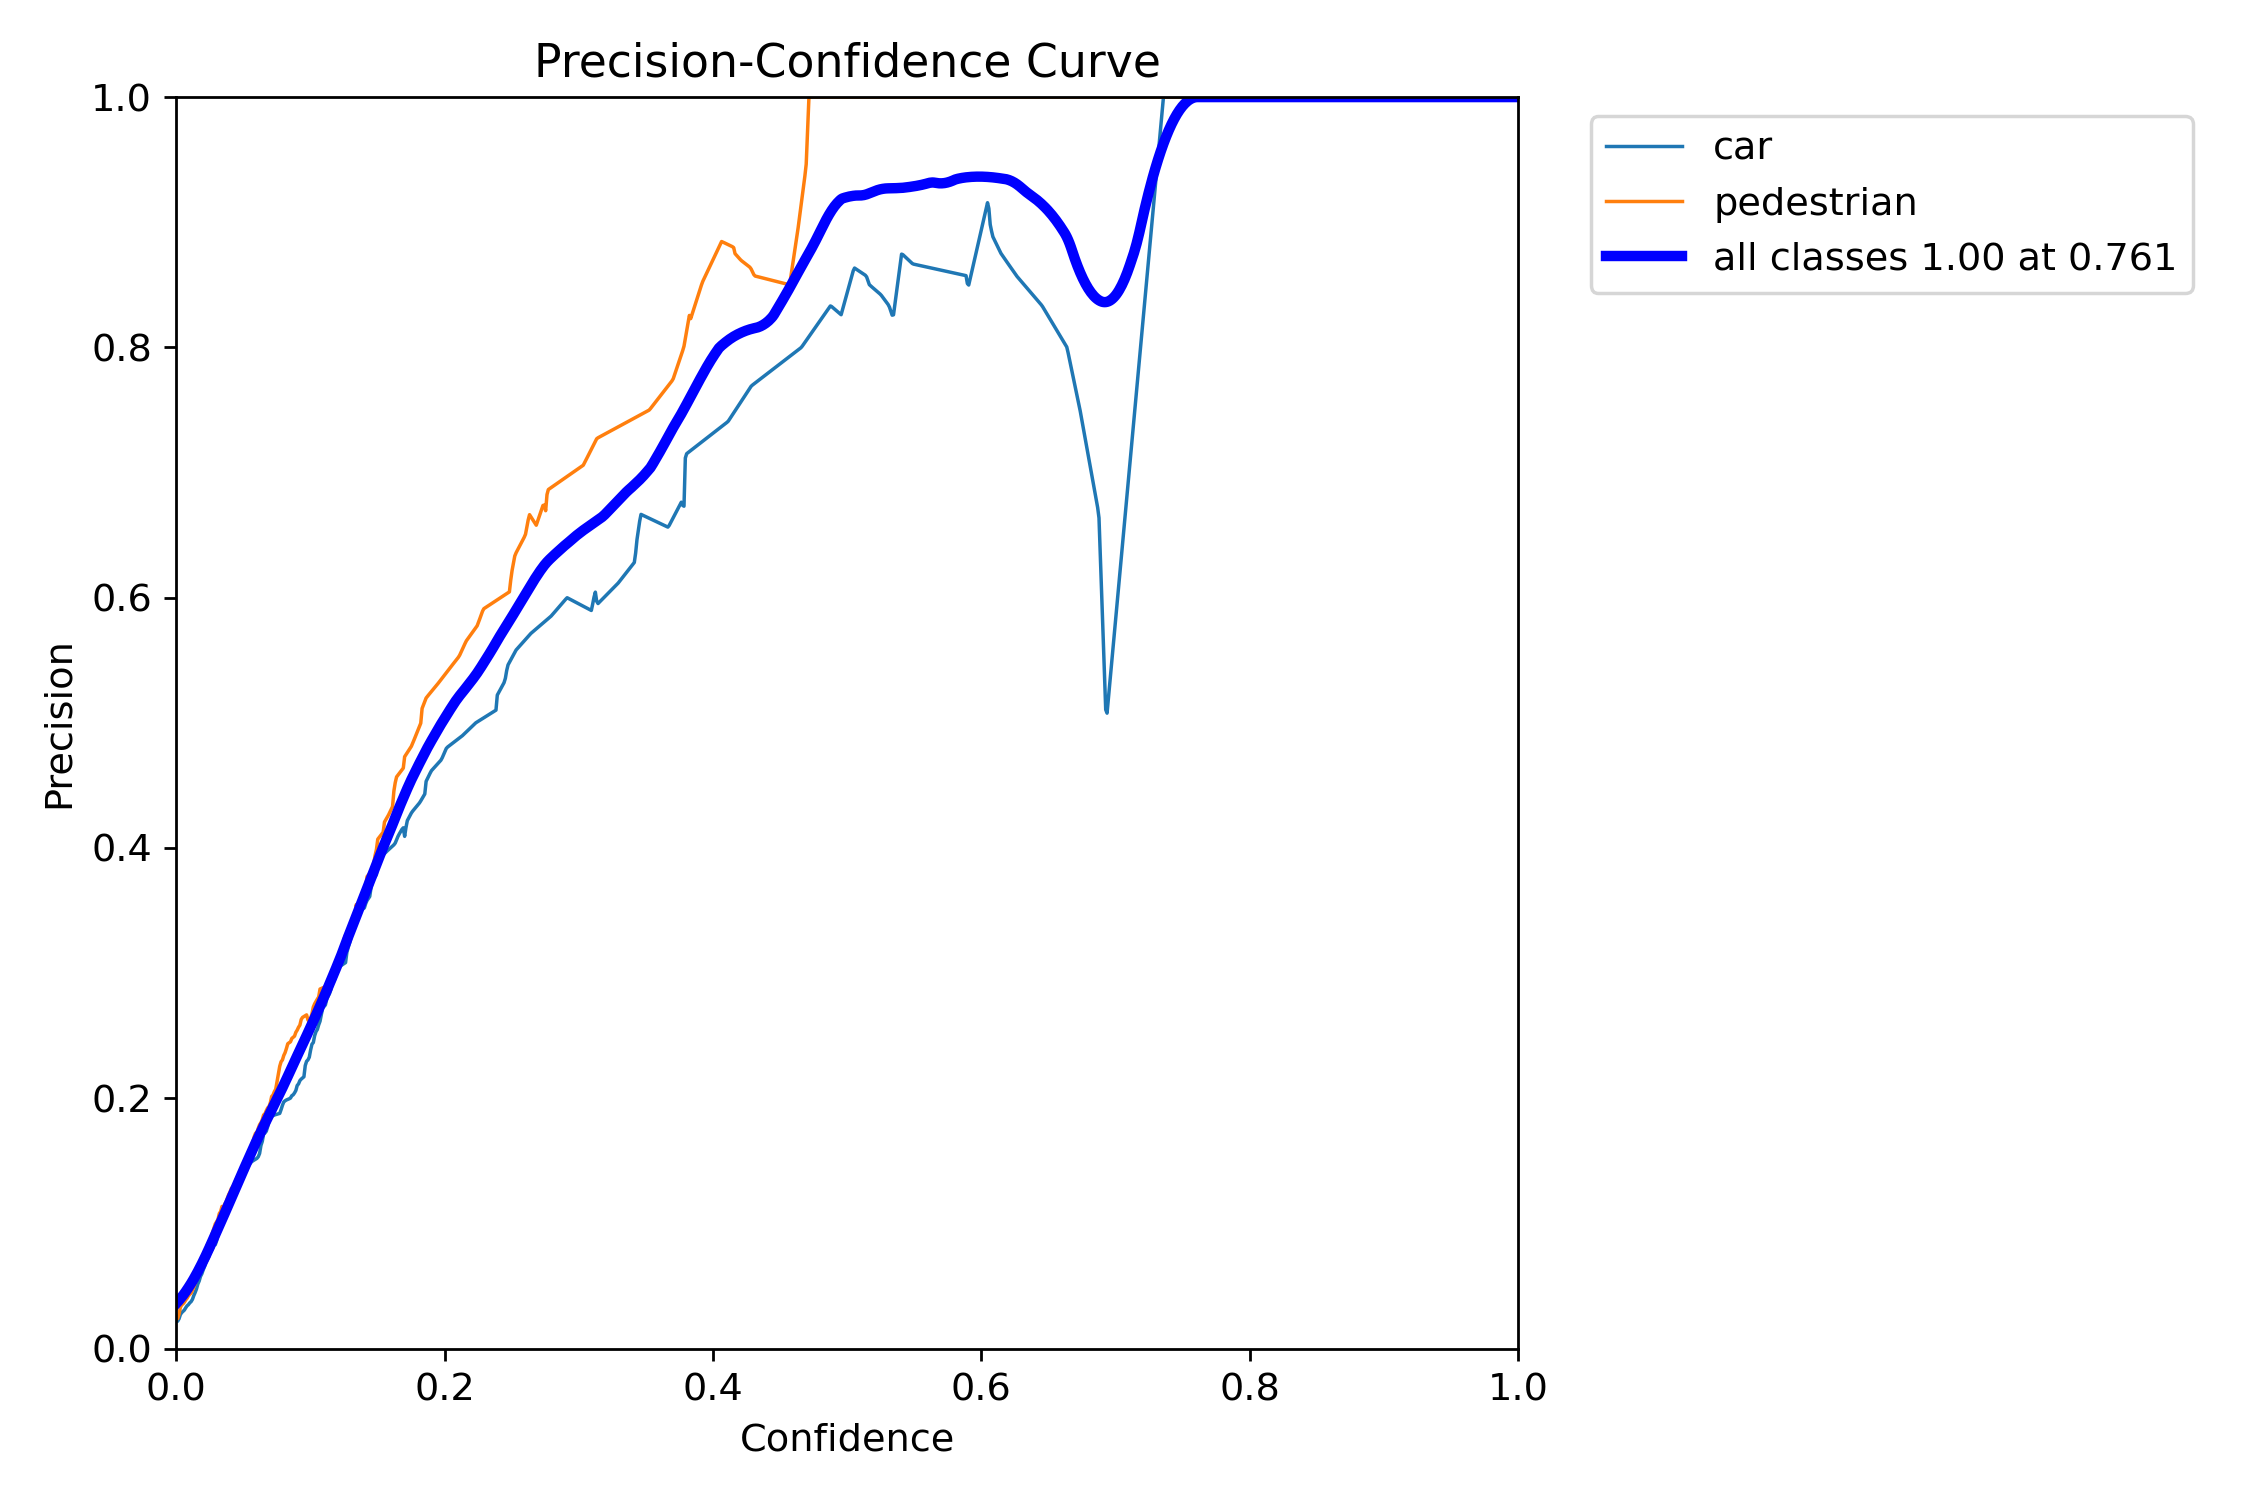 Precision-Confidence Curve
1.0
0.8
0.6
0.4
0.2
0.0
Precision
0.0 0.2 0.4 0.6 0.8 1.0
Confidence
car
pedestrian
all classes 1.00 at 0.761